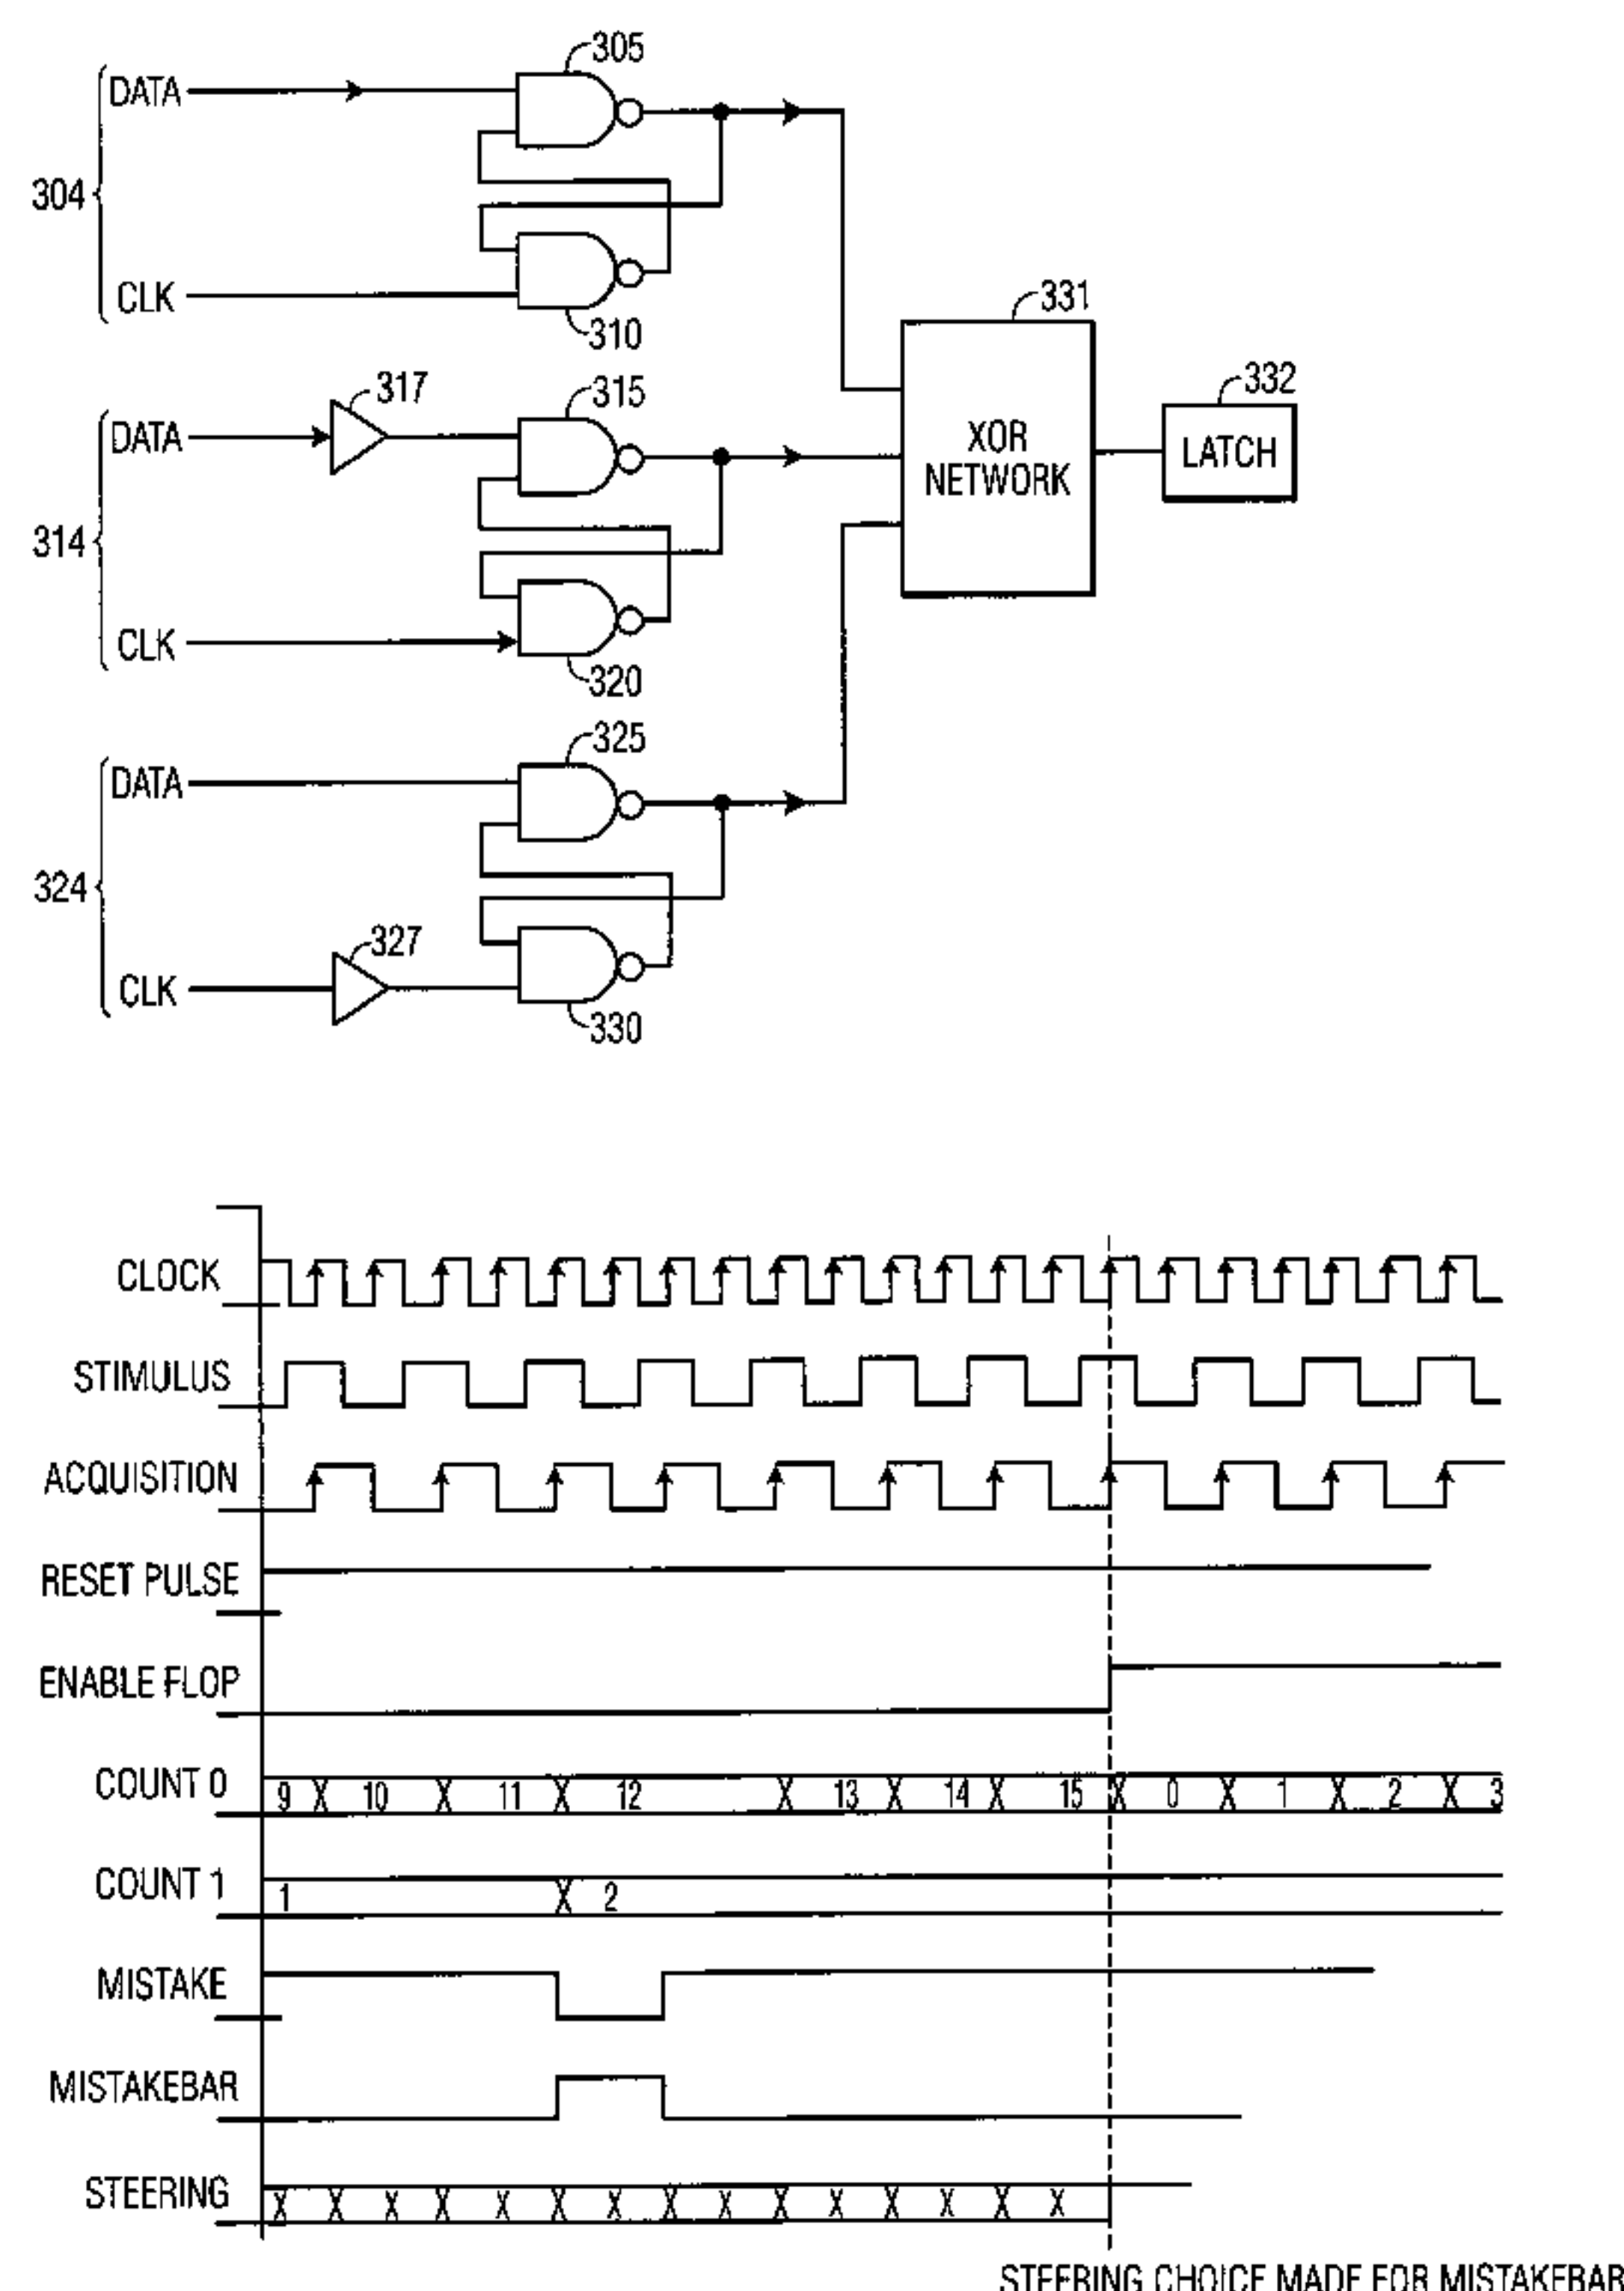 305
DATA
304
CLK
310
331
317
315
332
DATA
XOR
NETWORK
LATCH
314
CLK
320
325
DATA
324
327
CLK
330
CLOCK
STIMULUS
ACQUISITION
RESET PULSE
ENABLE FLOP
COUNT 0 9 X 10 X 11 X 12 X 13 X 14 X 15 X 0 X 1 X 2 X 3
COUNT 1 1 X 2
MISTAKE
MISTAKEBAR
STEERING X X X X X X X X X X X X X X X
STEERING CHOICE MADE FOR MISTAKEBAR